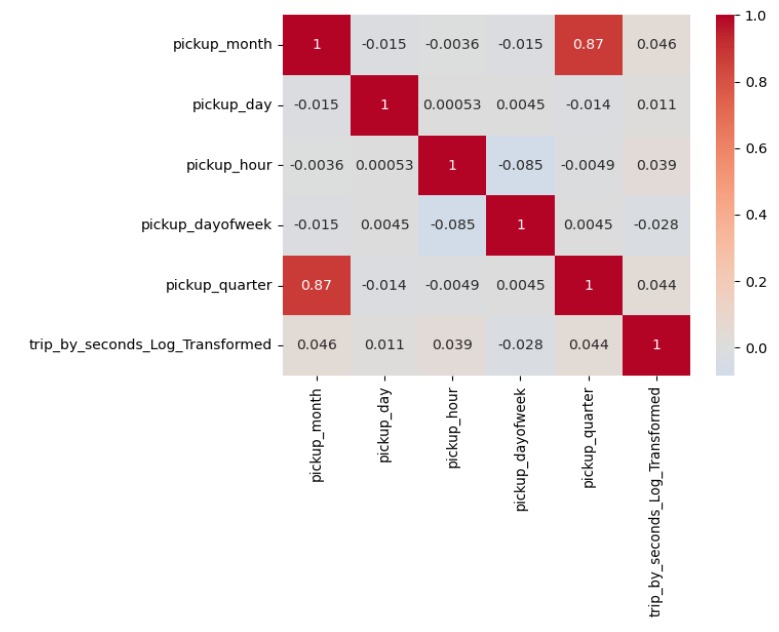 pickup_month 1 -0.015 -0.0036 -0.015 0.87 0.046
pickup_day -0.015 1 0.00053 0.0045 -0.014 0.011
pickup_hour -0.0036 0.00053 1 -0.085 -0.0049 0.039
pickup_dayofweek -0.015 0.0045 -0.085 1 0.0045 -0.028
pickup_quarter 0.87 -0.014 -0.0049 0.0045 1 0.044
trip_by_seconds_Log_Transformed 0.046 0.011 0.039 -0.028 0.044 1
pickup_month
pickup_day
pickup_hour
pickup_dayofweek
pickup_quarter
trip_by_seconds_Log_Transformed
1.0
0.8
0.6
0.4
0.2
0.0